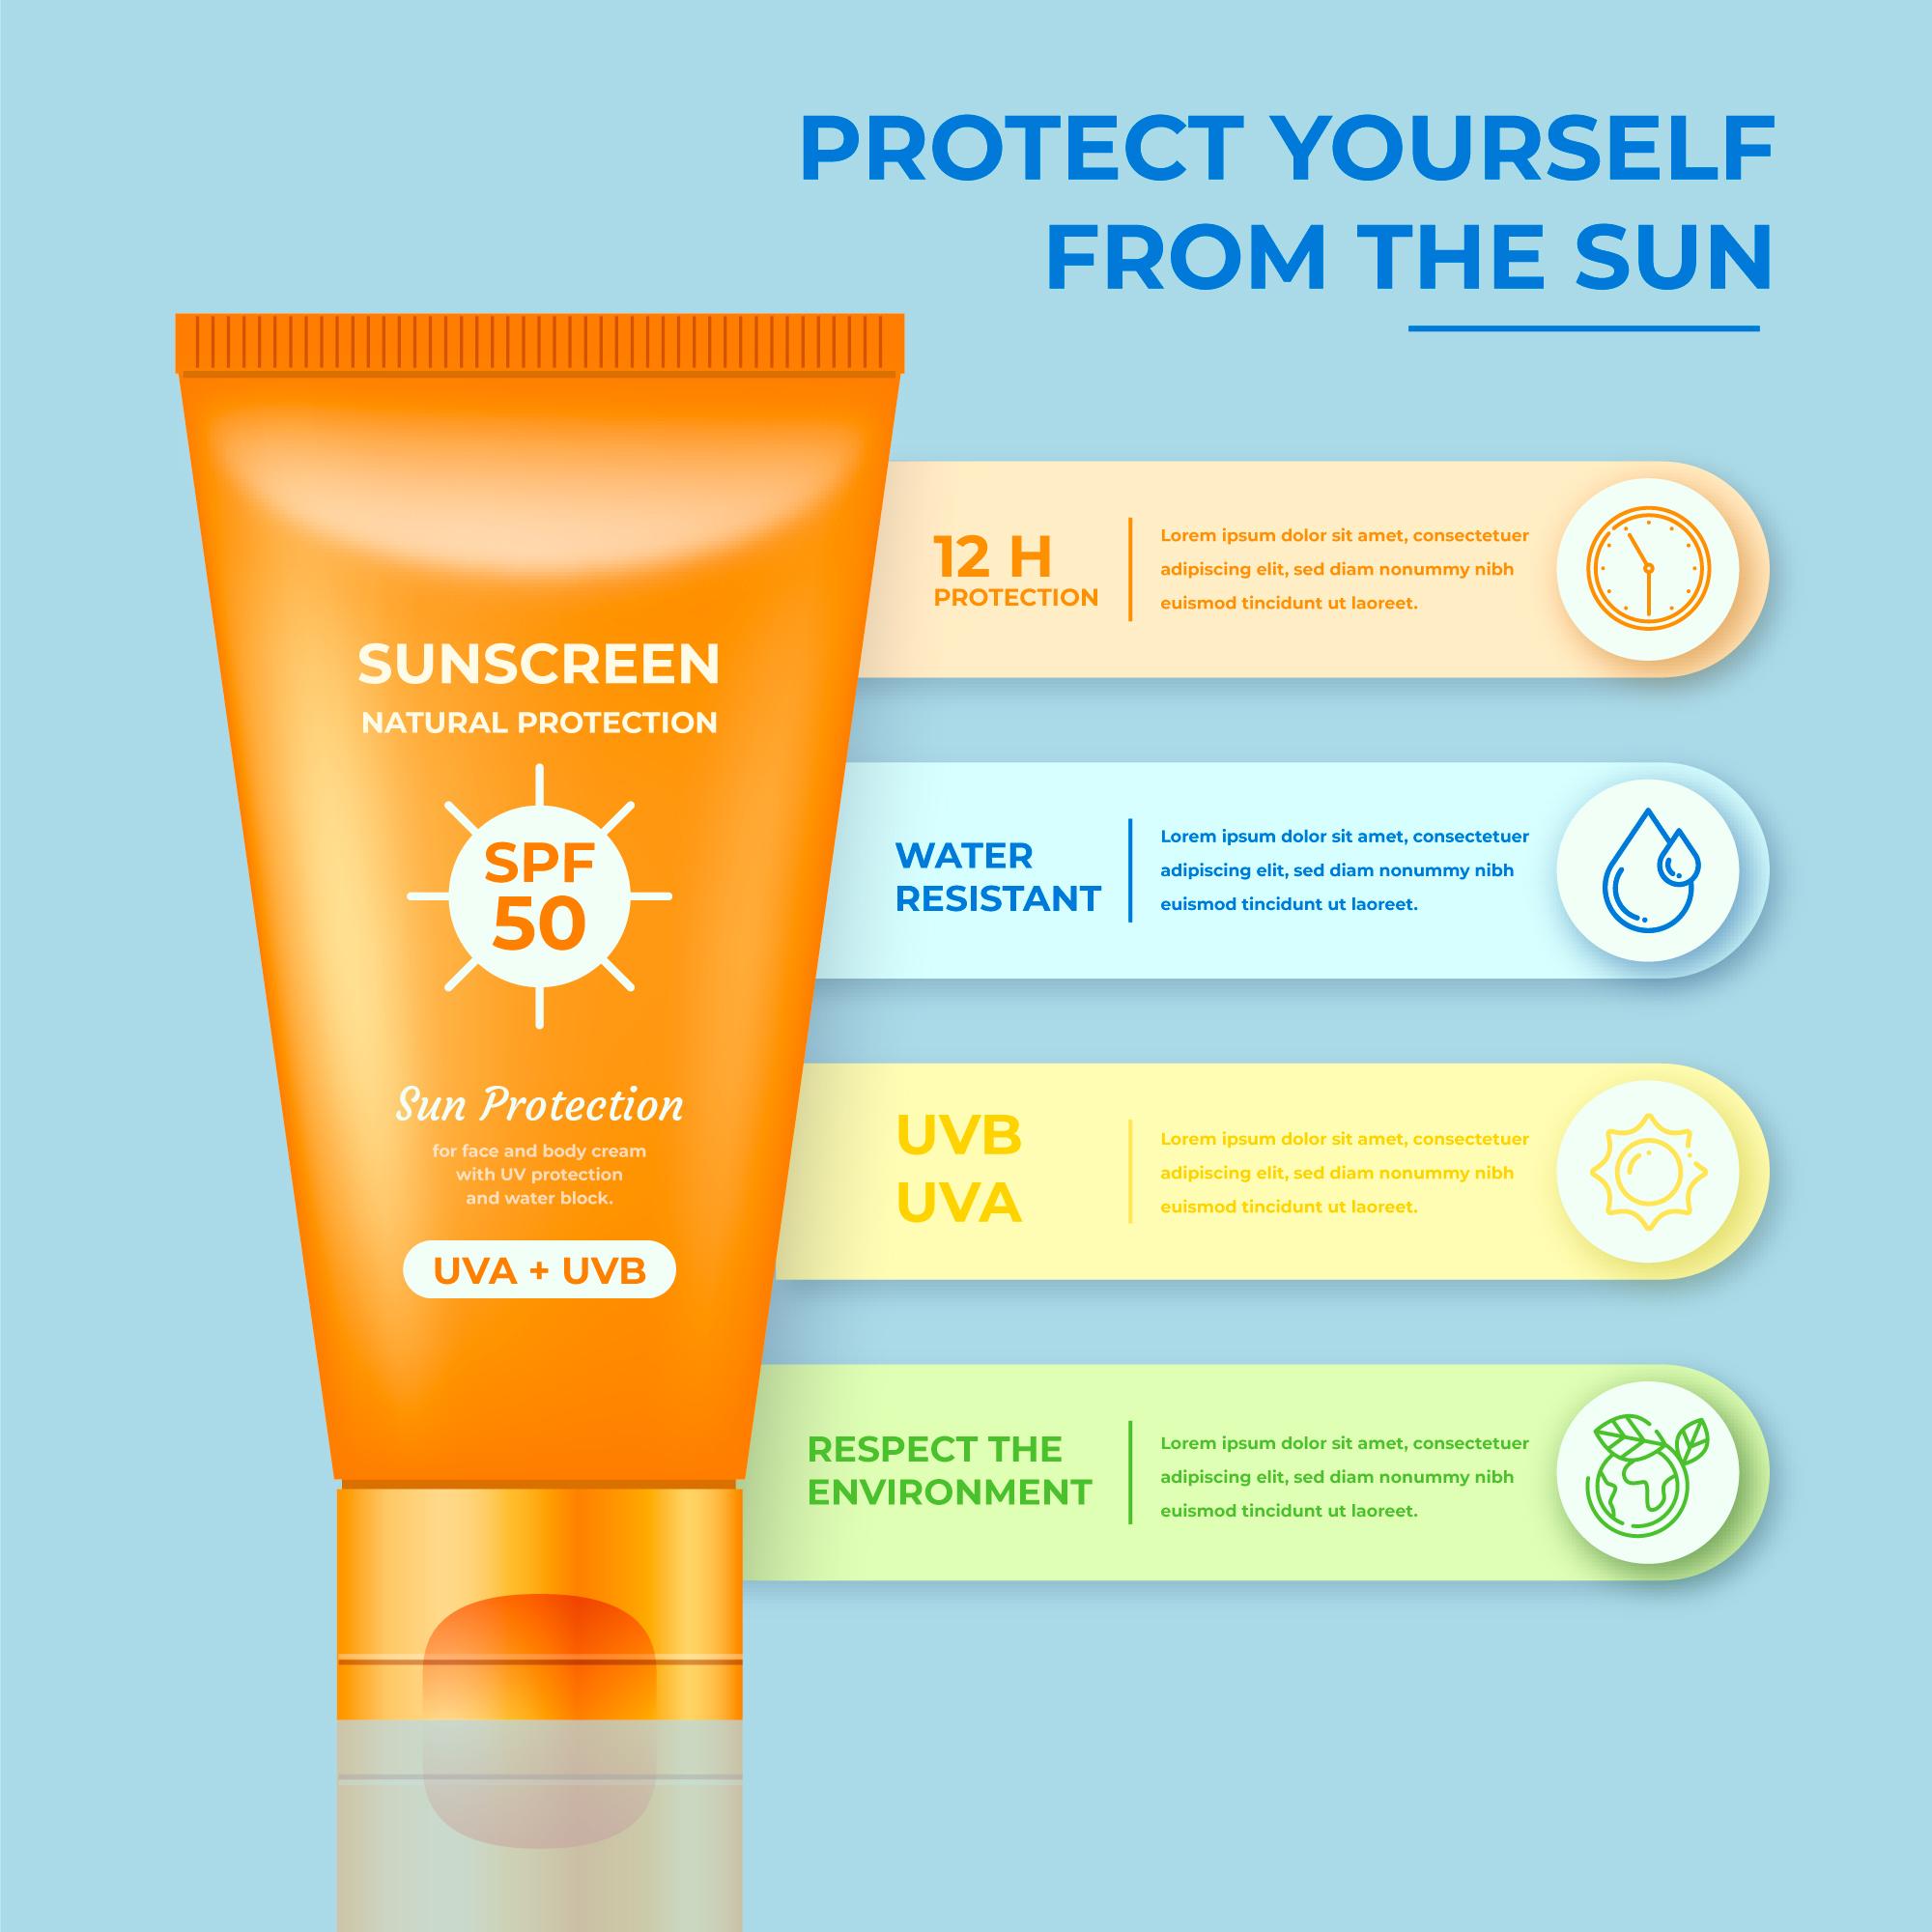 PROTECT YOURSELF
FROM THE SUN
SUNSCREEN
NATURAL PROTECTION
SPF
50
Sun Protection
for face and body cream
with UV protection
and water block.
UVA + UVB
12 H
PROTECTION
Lorem ipsum dolor sit amet, consectetuer
adipiscing elit, sed diam nonummy nibh
euismod tincidunt ut laoreet.
WATER
RESISTANT
Lorem ipsum dolor sit amet, consectetuer
adipiscing elit, sed diam nonummy nibh
euismod tincidunt ut laoreet.
UVB
UVA
Lorem ipsum dolor sit amet, consectetuer
adipiscing elit, sed diam nonummy nibh
euismod tincidunt ut laoreet.
RESPECT THE
ENVIRONMENT
Lorem ipsum dolor sit amet, consectetuer
adipiscing elit, sed diam nonummy nibh
euismod tincidunt ut laoreet.